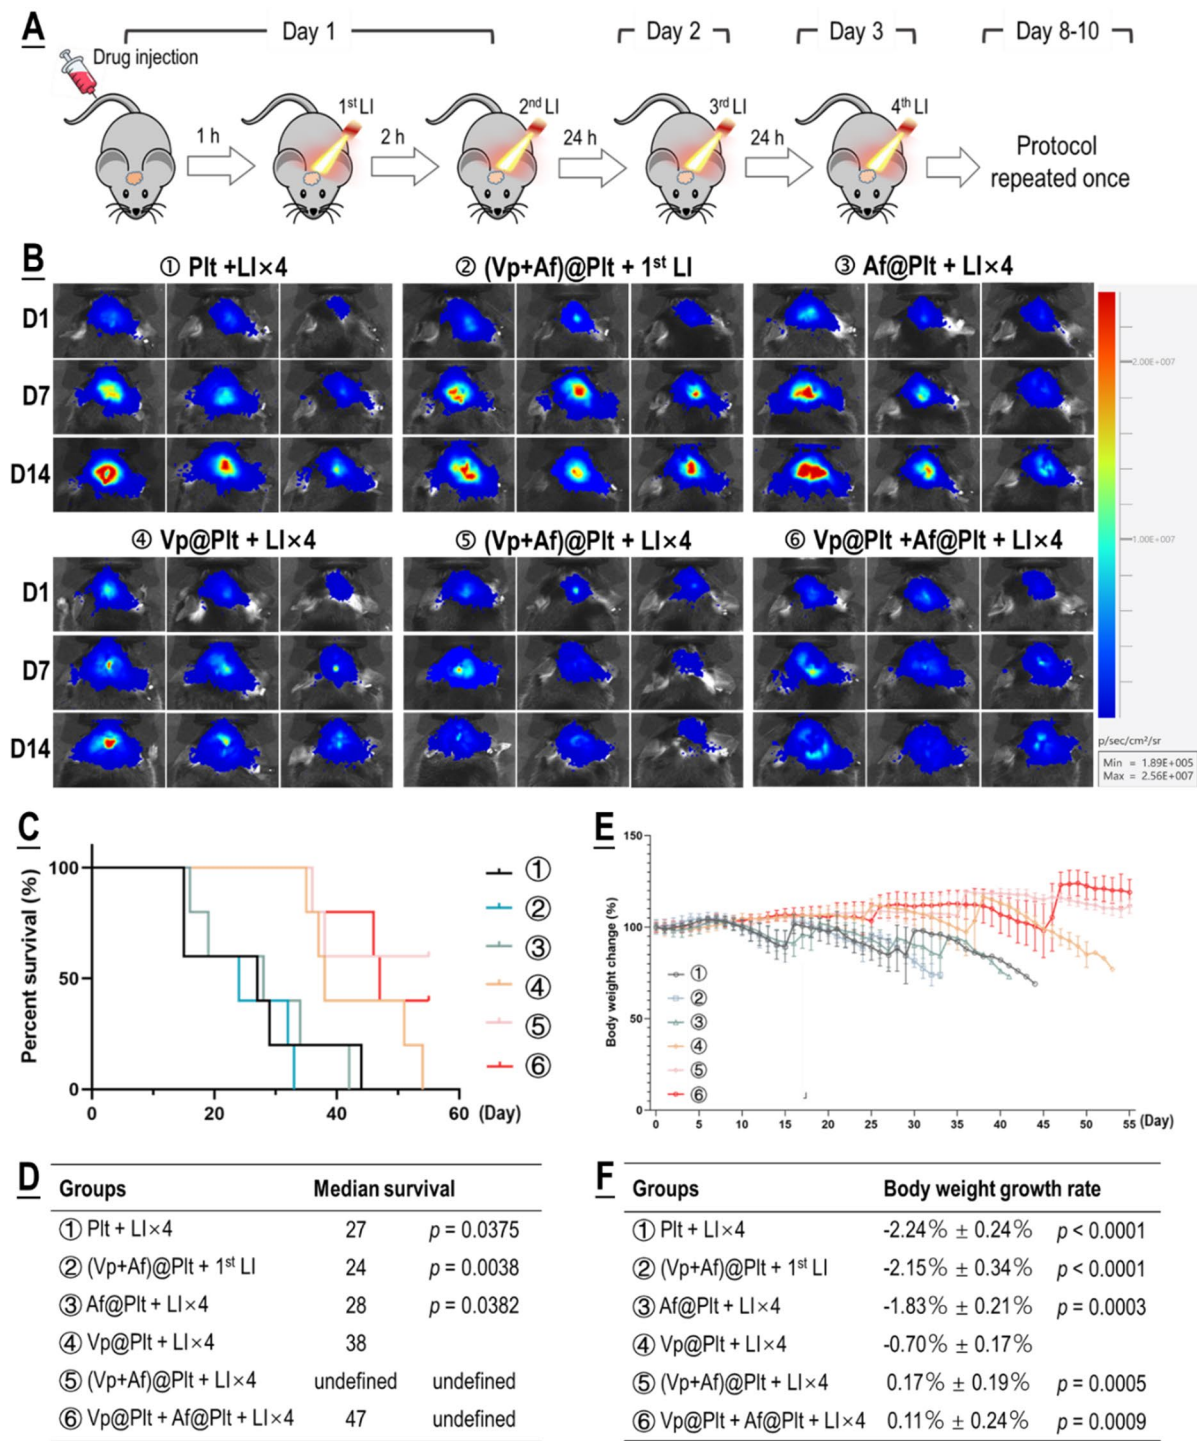 A
Day 1
Day 2
Day 3
Day 8-10
Drug injection
1st LI
2nd LI
3rd LI
4th LI
1 h
2 h
24 h
24 h
Protocol
repeated once
B
① Plt +LI×4
② (Vp+Af)@Plt + 1st LI
③ Af@Plt + LI×4
D1
D7
D14
④ Vp@Plt + LI×4
⑤ (Vp+Af)@Plt + LI×4
⑥ Vp@Plt +Af@Plt + LI×4
D1
D7
D14
2.00E+007
1.00E+007
p/sec/cm²/sr
Min = 1.89E+005
Max = 2.56E+007
C
Percent survival (%)
100
50
0
0 20 40 60 (Day)
①
②
③
④
⑤
⑥
E
Body weight change (%)
150
100
50
0
①
②
③
④
⑤
⑥
0 5 10 15 20 25 30 35 40 45 50 55 (Day)
D
Groups Median survival
① Plt + LI×4 27 p = 0.0375
② (Vp+Af)@Plt + 1st LI 24 p = 0.0038
③ Af@Plt + LI×4 28 p = 0.0382
④ Vp@Plt + LI×4 38
⑤ (Vp+Af)@Plt + LI×4 undefined undefined
⑥ Vp@Plt + Af@Plt + LI×4 47 undefined
F
Groups Body weight growth rate
① Plt + LI×4 -2.24% ± 0.24% p < 0.0001
② (Vp+Af)@Plt + 1st LI -2.15% ± 0.34% p < 0.0001
③ Af@Plt + LI×4 -1.83% ± 0.21% p = 0.0003
④ Vp@Plt + LI×4 -0.70% ± 0.17%
⑤ (Vp+Af)@Plt + LI×4 0.17% ± 0.19% p = 0.0005
⑥ Vp@Plt + Af@Plt + LI×4 0.11% ± 0.24% p = 0.0009